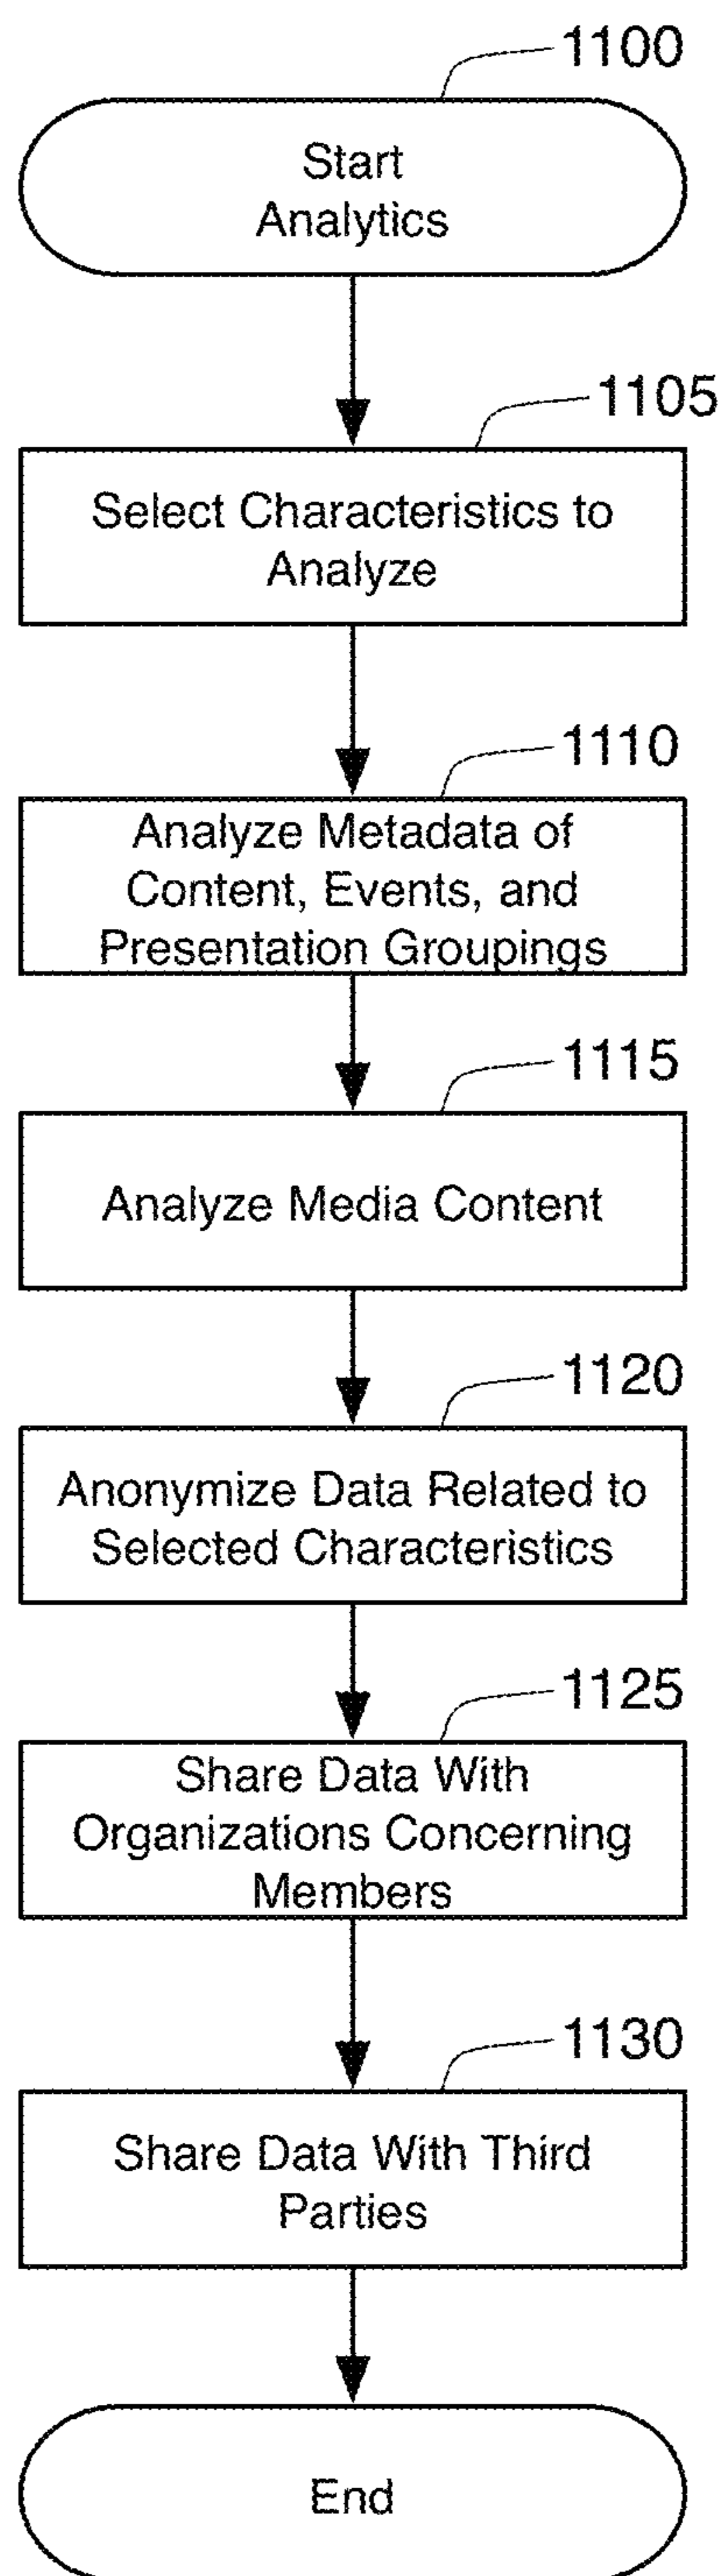 1100
Start
Analytics
1105
Select Characteristics to
Analyze
1110
Analyze Metadata of
Content, Events, and
Presentation Groupings
1115
Analyze Media Content
1120
Anonymize Data Related to
Selected Characteristics
1125
Share Data With
Organizations Concerning
Members
1130
Share Data With Third
Parties
End